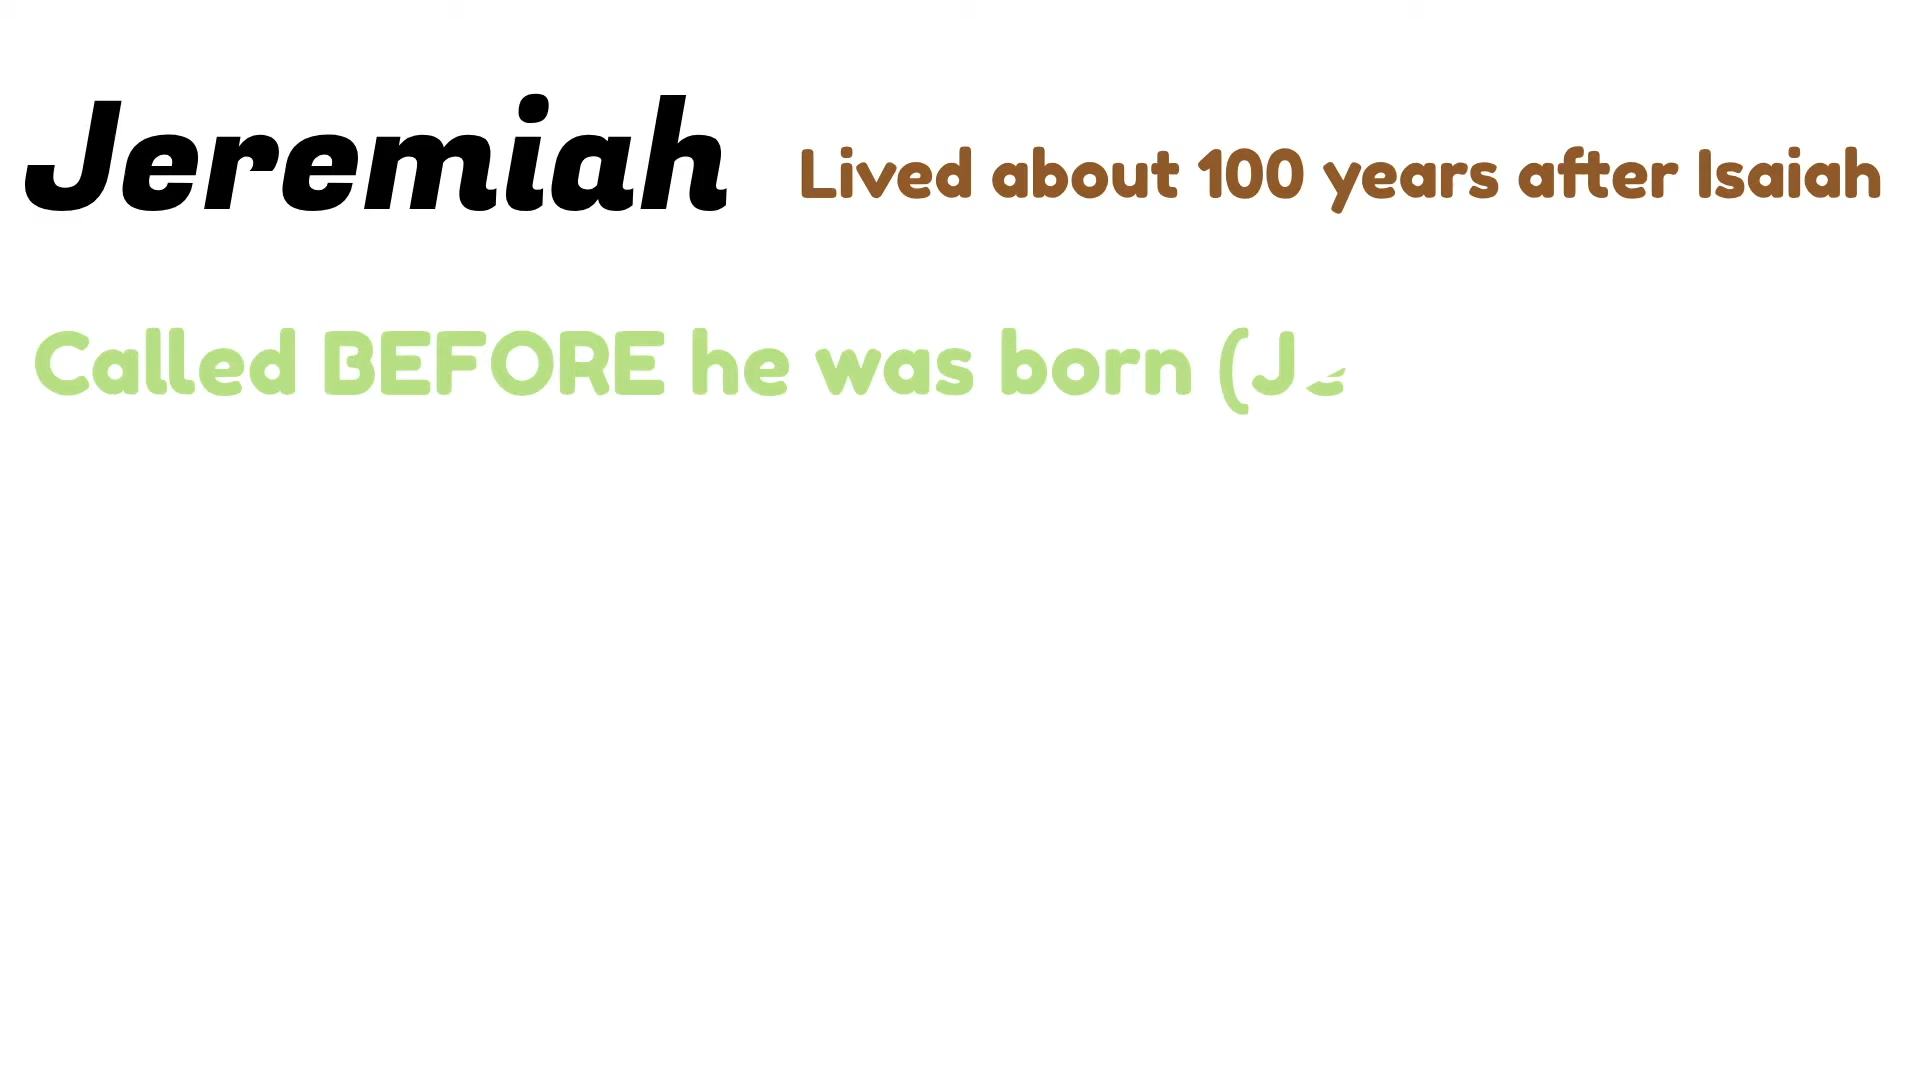 Jeremiah Lived about 100 years after Isaiah
Called BEFORE he was born (J